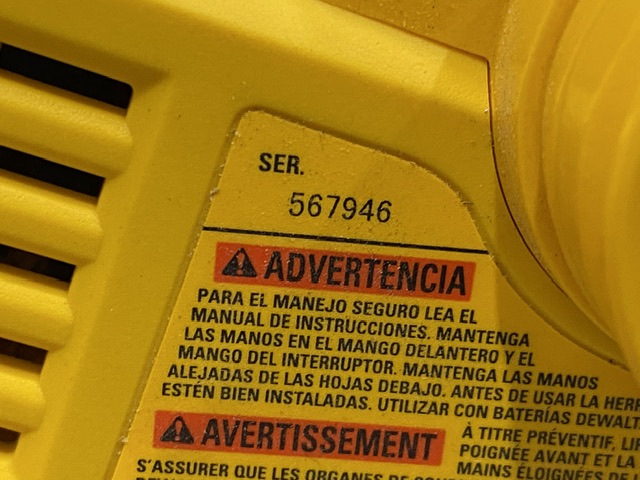 SER.
567946
ADVERTENCIA
PARA EL MANEJO SEGURO LEA EL
MANUAL DE INSTRUCCIONES. MANTENGA
LAS MANOS EN EL MANGO DELANTERO Y EL
MANGO DEL INTERRUPTOR. MANTENGA LAS MANOS
ALEJADAS DE LAS HOJAS DEBAJO. ANTES DE USAR LA
ESTÉN BIEN INSTALADAS. UTILIZAR CON BATERÍAS DEWALT
AVERTISSEMENT
À TITRE PRÉVENTIF,
POIGNÉE AVANT ET LA
MAINS ÉLOIGNÉES
S'ASSURER QUE LES ORGANES DE